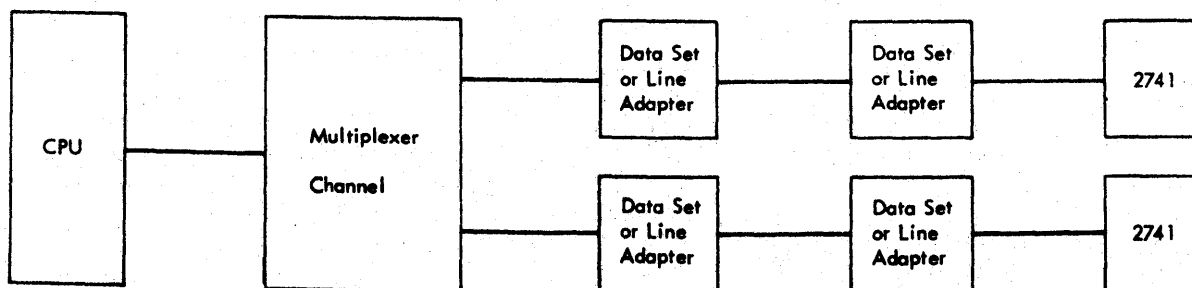 CPU
Multiplexer
Channel
Data Set
or Line
Adapter
Data Set
or Line
Adapter
2741
Data Set
or Line
Adapter
Data Set
or Line
Adapter
2741